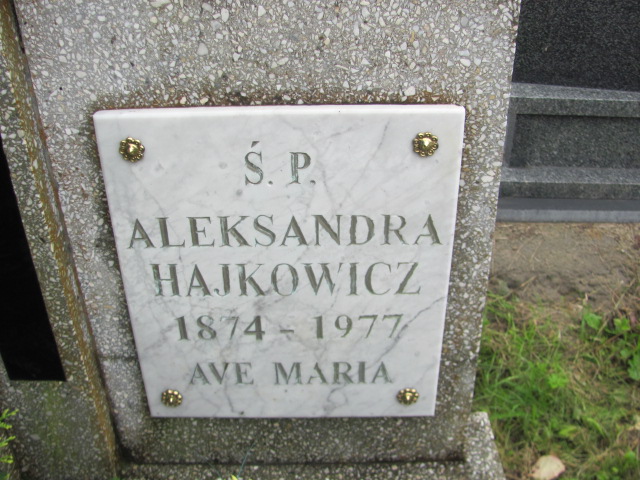 Ś. P.
ALEKSANDRA
HAJKOWICZ
1874 - 1977
AVE MARIA